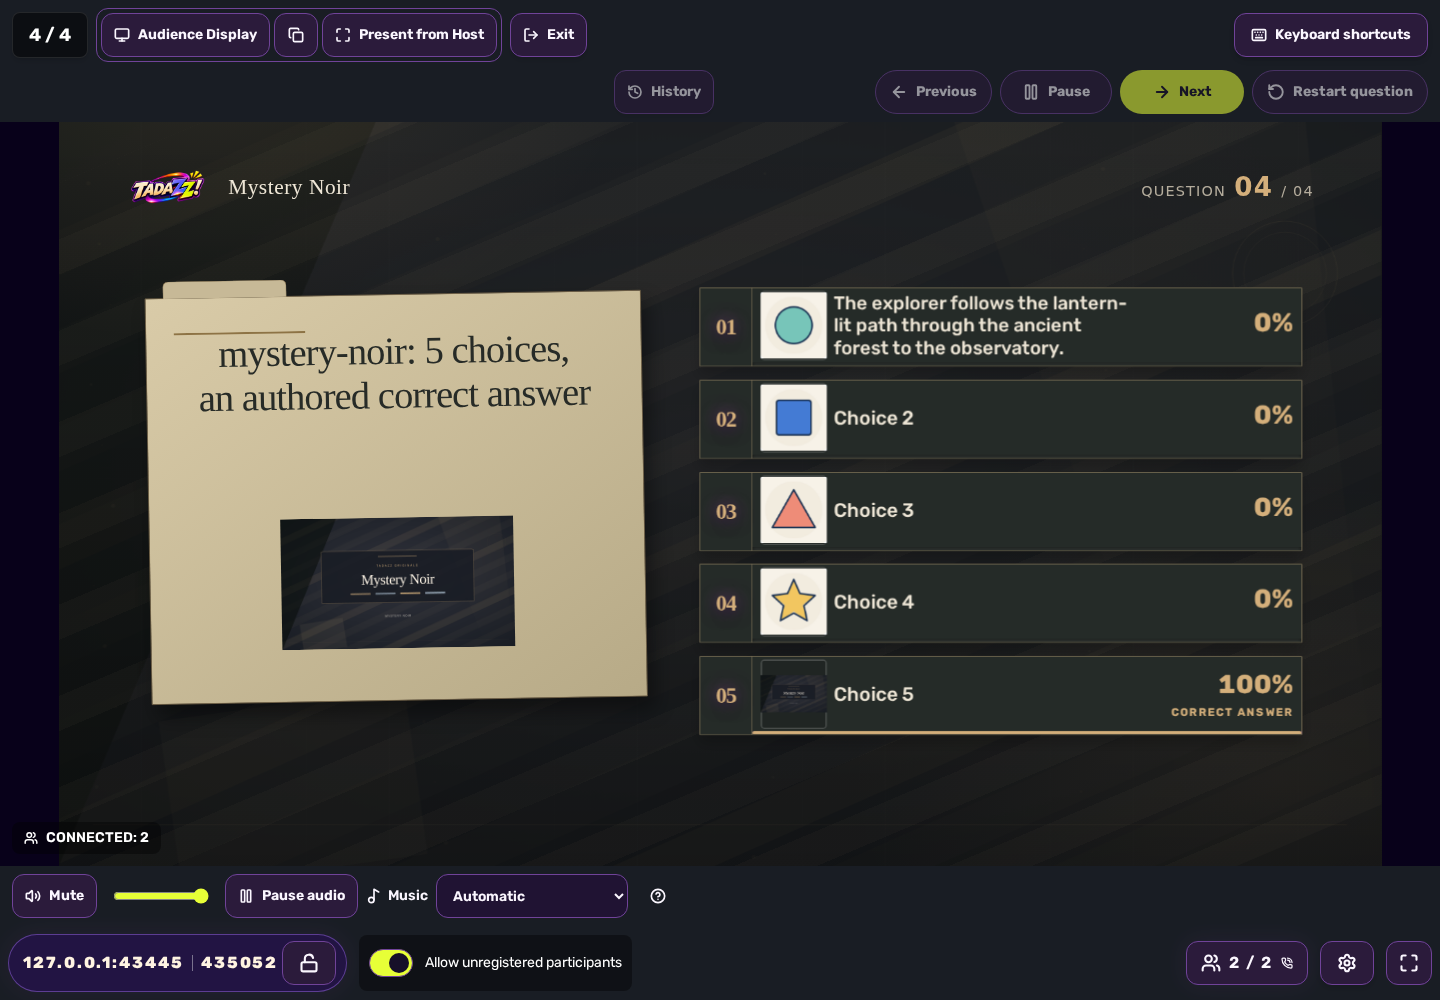 4 / 4
Audience Display
Present from Host
Exit
Keyboard shortcuts
History
Previous
Pause
Next
Restart question
TADAZZ!
Mystery Noir
QUESTION 04 / 04
mystery-noir: 5 choices,
an authored correct answer
Mystery Noir
01
The explorer follows the lantern-
lit path through the ancient
forest to the observatory.
0%
02
Choice 2
0%
03
Choice 3
0%
04
Choice 4
0%
05
Choice 5
100%
CORRECT ANSWER
CONNECTED: 2
Mute
Pause audio
Music
Automatic
127.0.0.1:43445
435052
Allow unregistered participants
2 / 2